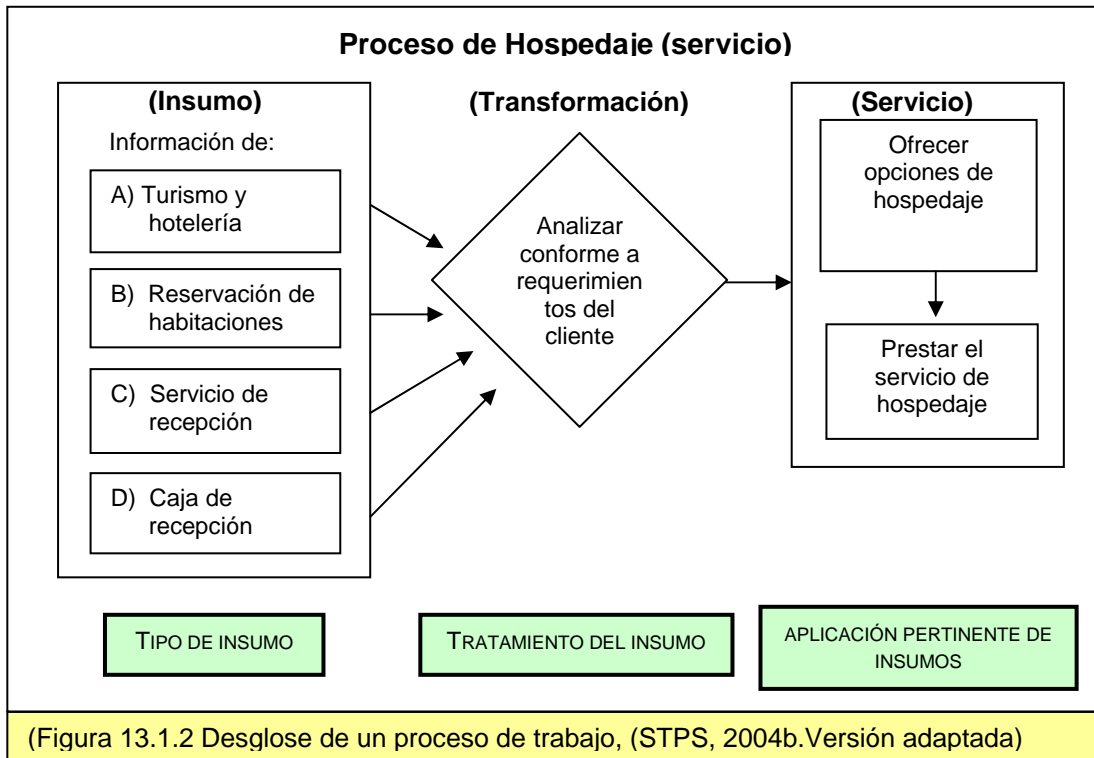 Proceso de Hospedaje (servicio)
(Insumo)
Información de:
A) Turismo y
hotelería
B) Reservación de
habitaciones
C) Servicio de
recepción
D) Caja de
recepción
(Transformación)
Analizar
conforme a
requerimien
tos del
cliente
(Servicio)
Ofrecer
opciones de
hospedaje
Prestar el
servicio de
hospedaje
TIPO DE INSUMO
TRATAMIENTO DEL INSUMO
APLICACIÓN PERTINENTE DE
INSUMOS
(Figura 13.1.2 Desglose de un proceso de trabajo, (STPS, 2004b.Versión adaptada)